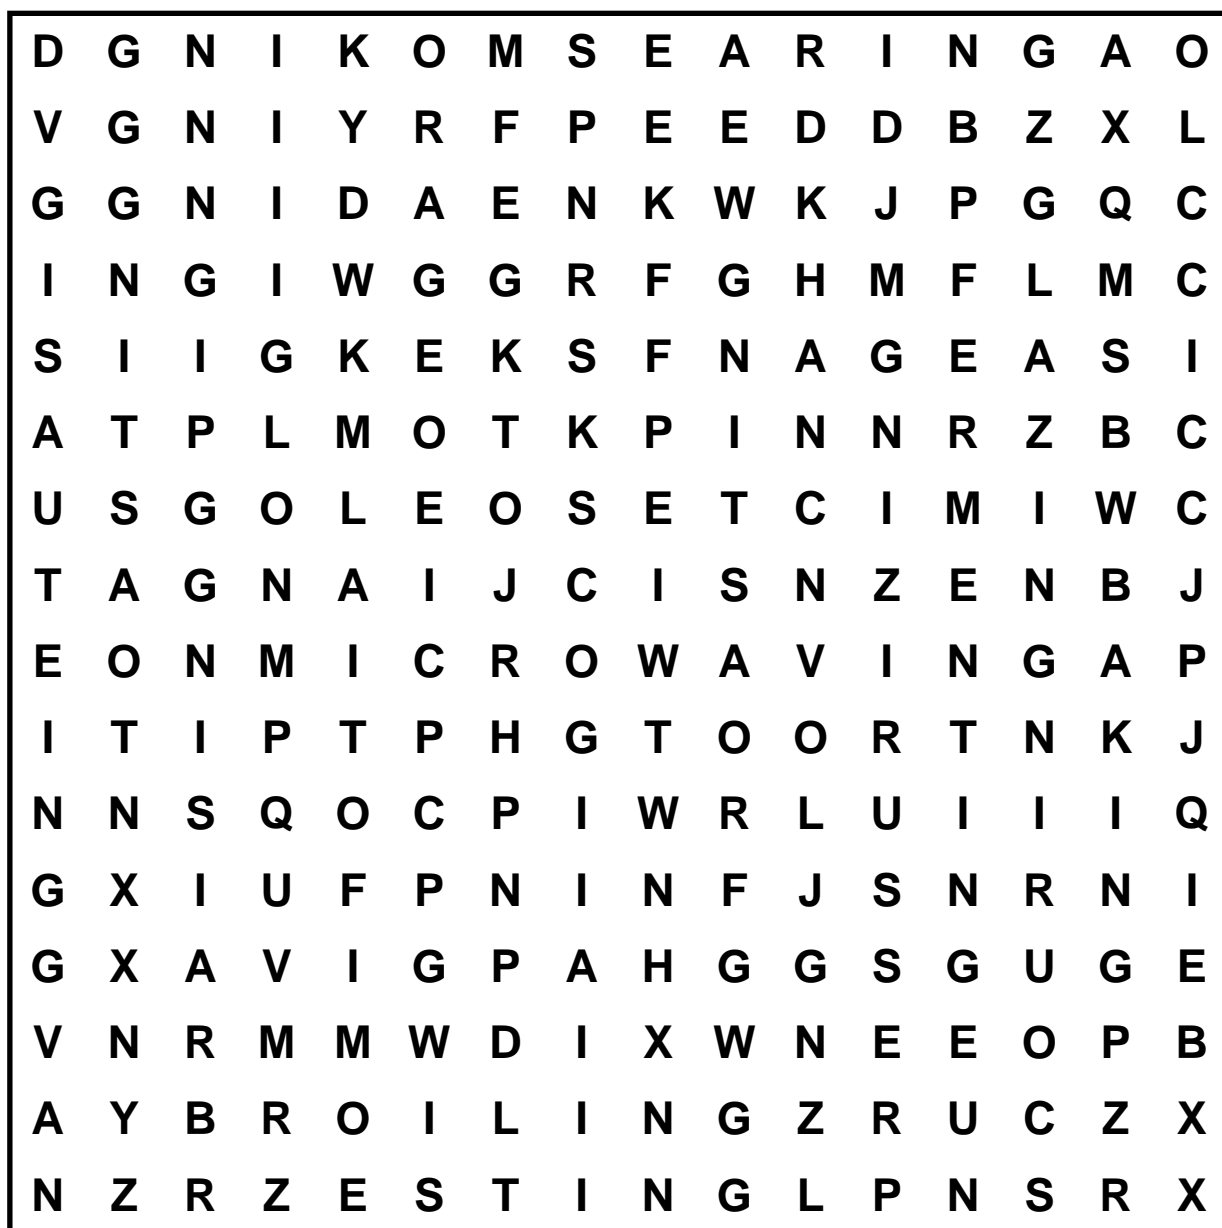 D G N I K O M S E A R I N G A O
V G N I Y R F P E E D D B Z X L
G G N I D A E N K W K J P G Q C
I N G I W G G R F G H M F L M C
S I I G K E K S F N A G E A S I
A T P L M O T K P I N N R Z B C
U S G O L E O S E T C I M I W C
T A G N A I J C I S N Z E N B J
E O N M I C R O W A V I N G A P
I T I P T P H G T O O R T N K J
N N S Q O C P I W R L U I I I Q
G X I U F P N I N F J S N R N I
G X A V I G P A H G G S G U G E
V N R M M W D I X W N E E O P B
A Y B R O I L I N G Z R U C Z X
N Z R Z E S T I N G L P N S R X